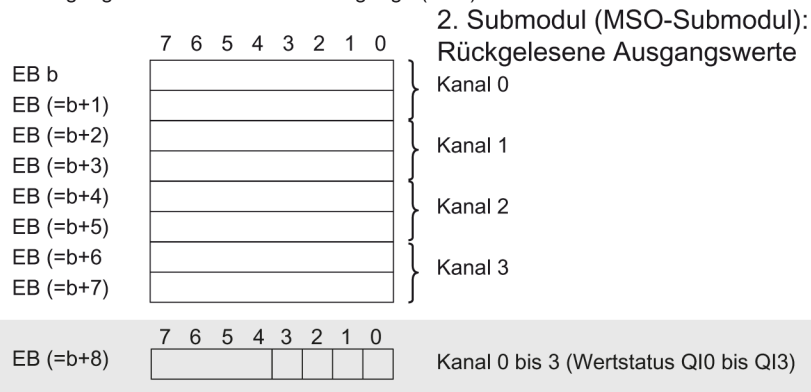 2. Submodul (MSO-Submodul):
Rückgelesene Ausgangswerte
7 6 5 4 3 2 1 0
EB b
Kanal 0
EB (=b+1)
EB (=b+2)
Kanal 1
EB (=b+3)
EB (=b+4)
Kanal 2
EB (=b+5)
EB (=b+6
Kanal 3
EB (=b+7)
7 6 5 4 3 2 1 0
EB (=b+8)
Kanal 0 bis 3 (Wertstatus QI0 bis QI3)